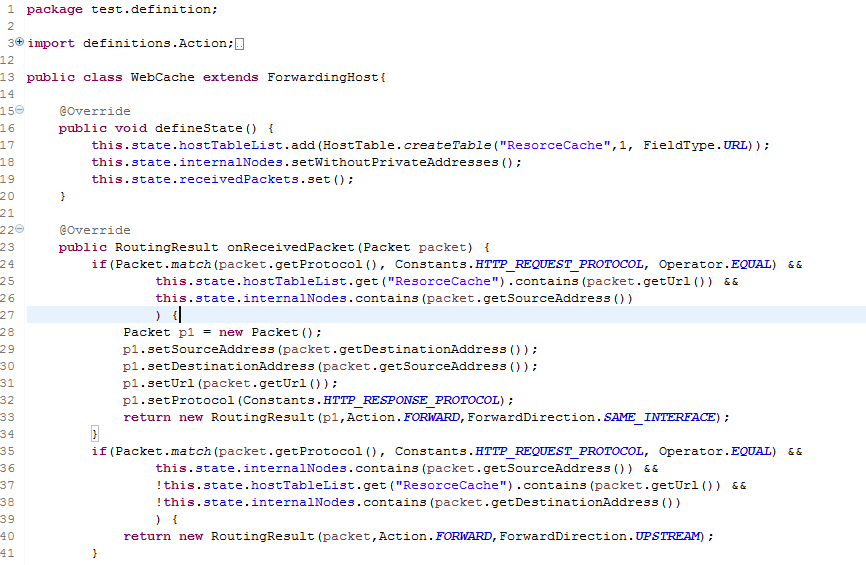 1 package test.definition;
2
3 import definitions.Action;
12
13 public class WebCache extends ForwardingHost{
14
15     @Override
16     public void defineState() {
17         this.state.hostTableList.add(HostTable.createTable("ResorceCache",1, FieldType.URL));
18         this.state.internalNodes.setWithoutPrivateAddresses();
19         this.state.receivedPackets.set();
20     }
21
22     @Override
23     public RoutingResult onReceivedPacket(Packet packet) {
24         if(Packet.match(packet.getProtocol(), Constants.HTTP_REQUEST_PROTOCOL, Operator.EQUAL) &&
25                 this.state.hostTableList.get("ResorceCache").contains(packet.getUrl()) &&
26                 this.state.internalNodes.contains(packet.getSourceAddress())
27                 ) {
28             Packet p1 = new Packet();
29             p1.setSourceAddress(packet.getDestinationAddress());
30             p1.setDestinationAddress(packet.getSourceAddress());
31             p1.setUrl(packet.getUrl());
32             p1.setProtocol(Constants.HTTP_RESPONSE_PROTOCOL);
33             return new RoutingResult(p1,Action.FORWARD,ForwardDirection.SAME_INTERFACE);
34         }
35         if(Packet.match(packet.getProtocol(), Constants.HTTP_REQUEST_PROTOCOL, Operator.EQUAL) &&
36                 this.state.internalNodes.contains(packet.getSourceAddress()) &&
37                 !this.state.hostTableList.get("ResorceCache").contains(packet.getUrl()) &&
38                 !this.state.internalNodes.contains(packet.getDestinationAddress())
39                 ) {
40             return new RoutingResult(packet,Action.FORWARD,ForwardDirection.UPSTREAM);
41         }